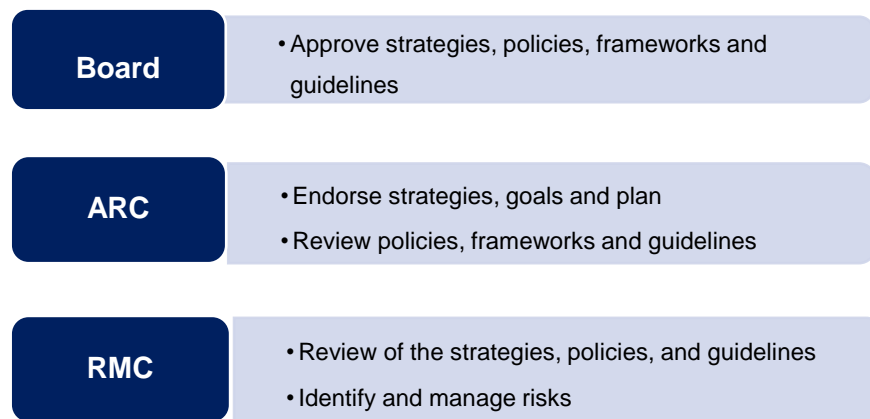 Board
• Approve strategies, policies, frameworks and
guidelines
ARC
• Endorse strategies, goals and plan
• Review policies, frameworks and guidelines
RMC
• Review of the strategies, policies, and guidelines
• Identify and manage risks